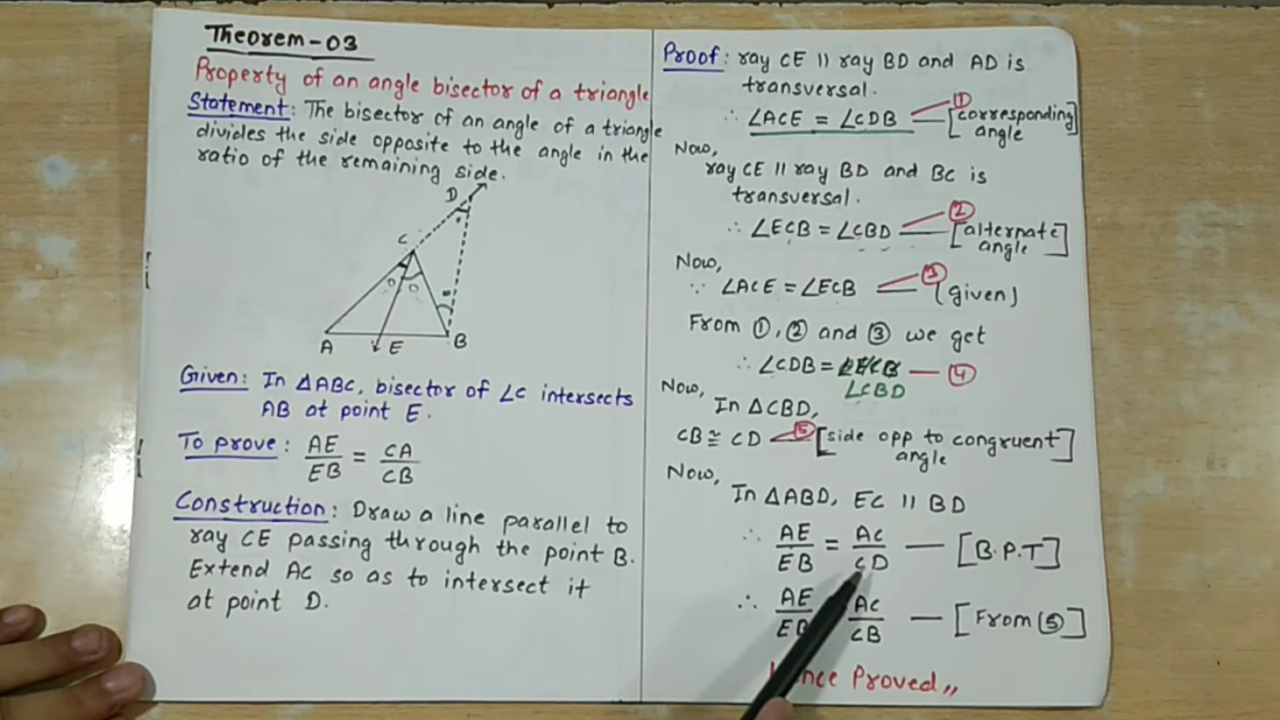 Theorem-03
Property of an angle bisector of a triangle
Statement: The bisector of an angle of a triangle
divides the side opposite to the angle in the
ratio of the remaining side.
D
C
A
E
B
Given: In ΔABC, bisector of ∠C intersects
AB at point E.
To prove: AE/EB = CA/CB
Construction: Draw a line parallel to
ray CE passing through the point B.
Extend AC so as to intersect it
at point D.
Proof: ray CE || ray BD and AD is
transversal.
∴ ∠ACE = ∠CDB — ① [corresponding angle]
Now,
ray CE || ray BD and BC is
transversal.
∴ ∠ECB = ∠CBD — ② [alternate angle]
Now,
∵ ∠ACE = ∠ECB — ③ (given)
From ①, ② and ③ we get
∴ ∠CDB = ∠CBD — ④
Now,
In ΔCBD,
CB ≅ CD — ⑤ [side opp to congruent angle]
Now,
In ΔABD, EC || BD
∴ AE/EB = AC/CD — [B.P.T]
∴ AE/EB AC/CB — [From ⑤]
Proved,,